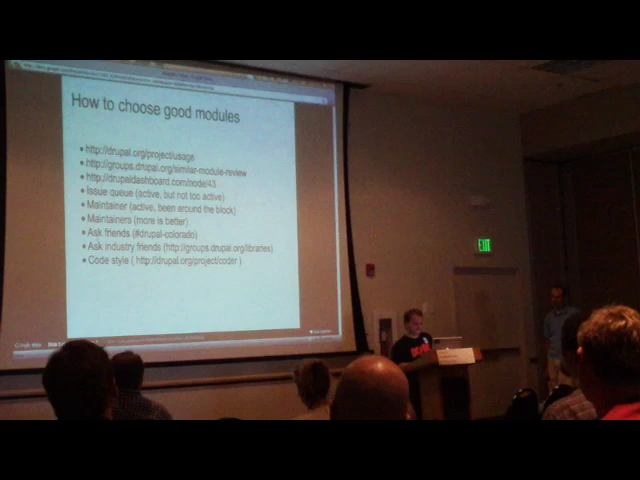 How to choose good modules
• http://drupal.org/project/usage
• http://groups.drupal.org/similar-module-review
• http://drupaldashboard.com/node/43
• Issue queue (active, but not too active)
• Maintainer (active, been around the block)
• Maintainers (more is better)
• Ask friends (#drupal-colorado)
• Ask industry friends (http://groups.drupal.org/libraries)
• Code style ( http://drupal.org/project/coder )
EXIT